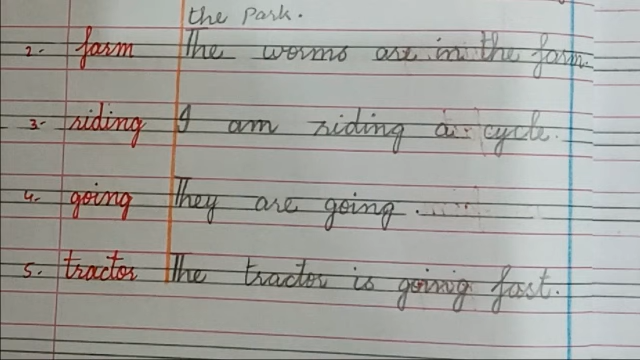 the Park.
2. farm The worms are in the farm.
3. riding I am riding a cycle.
4. going They are going.
5. tractor The tractor is going fast.